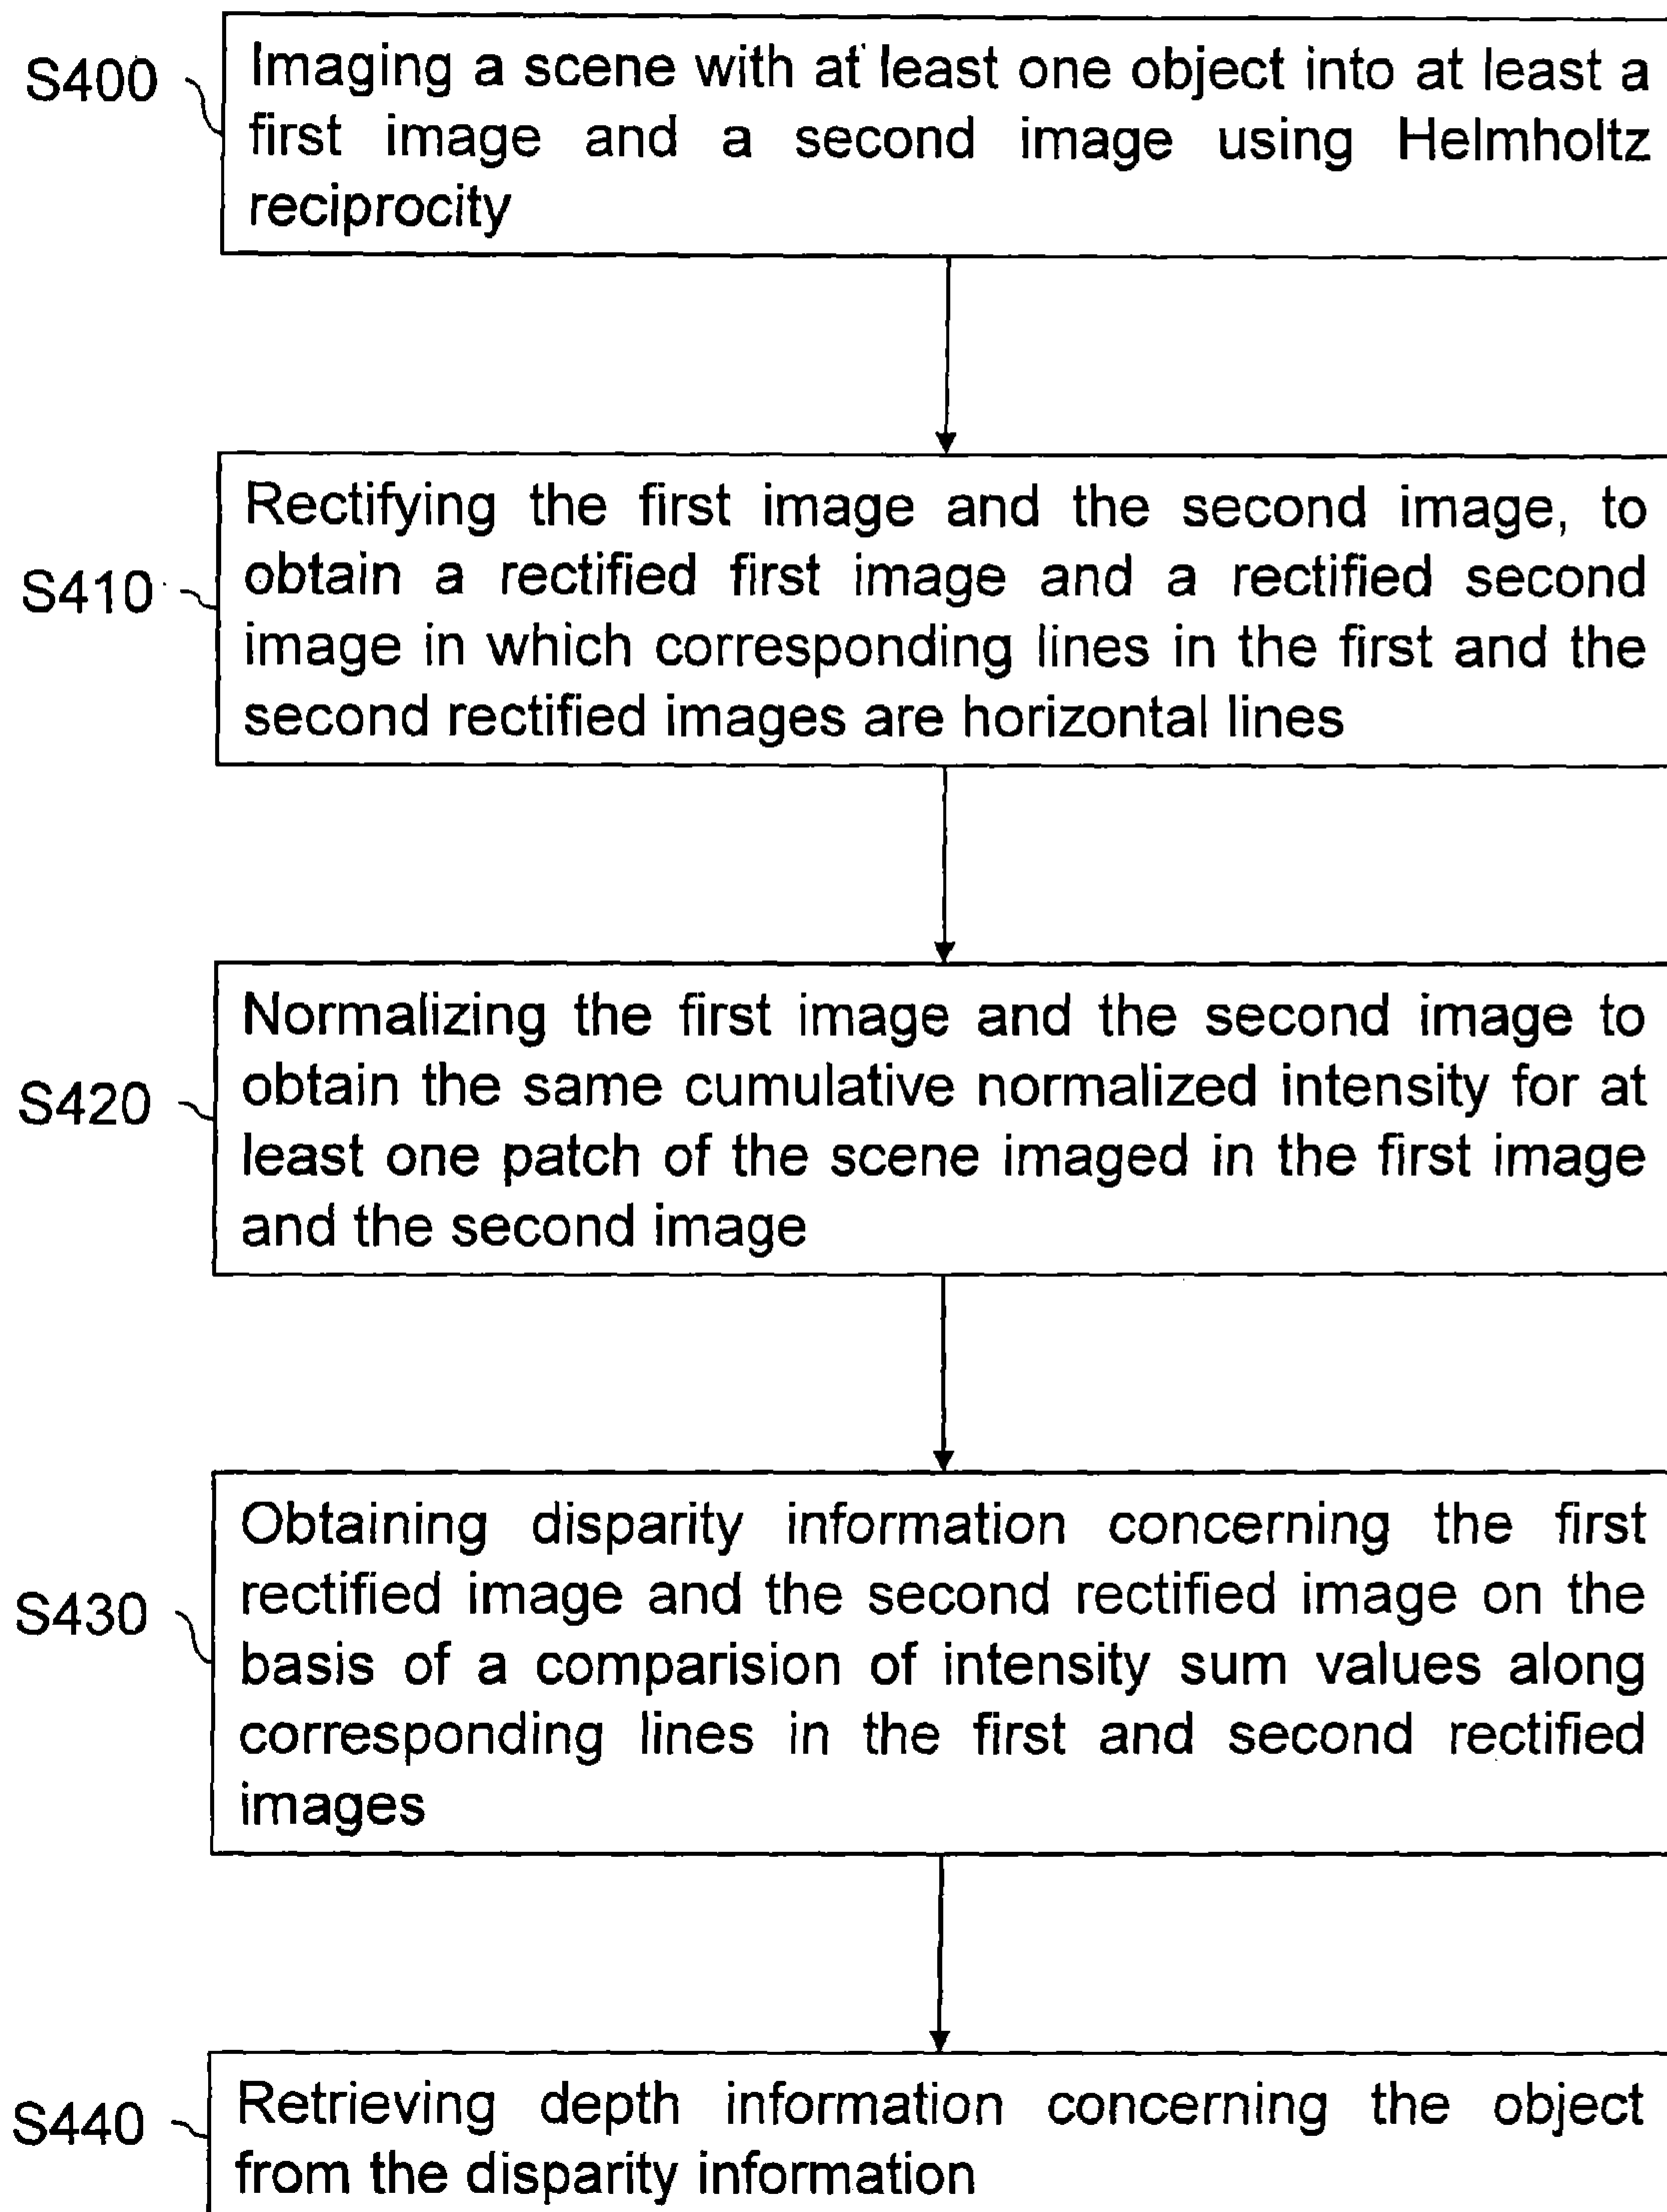 S400
Imaging a scene with at least one object into at least a
first image and a second image using Helmholtz
reciprocity
S410
Rectifying the first image and the second image, to
obtain a rectified first image and a rectified second
image in which corresponding lines in the first and the
second rectified images are horizontal lines
S420
Normalizing the first image and the second image to
obtain the same cumulative normalized intensity for at
least one patch of the scene imaged in the first image
and the second image
S430
Obtaining disparity information concerning the first
rectified image and the second rectified image on the
basis of a comparision of intensity sum values along
corresponding lines in the first and second rectified
images
S440
Retrieving depth information concerning the object
from the disparity information